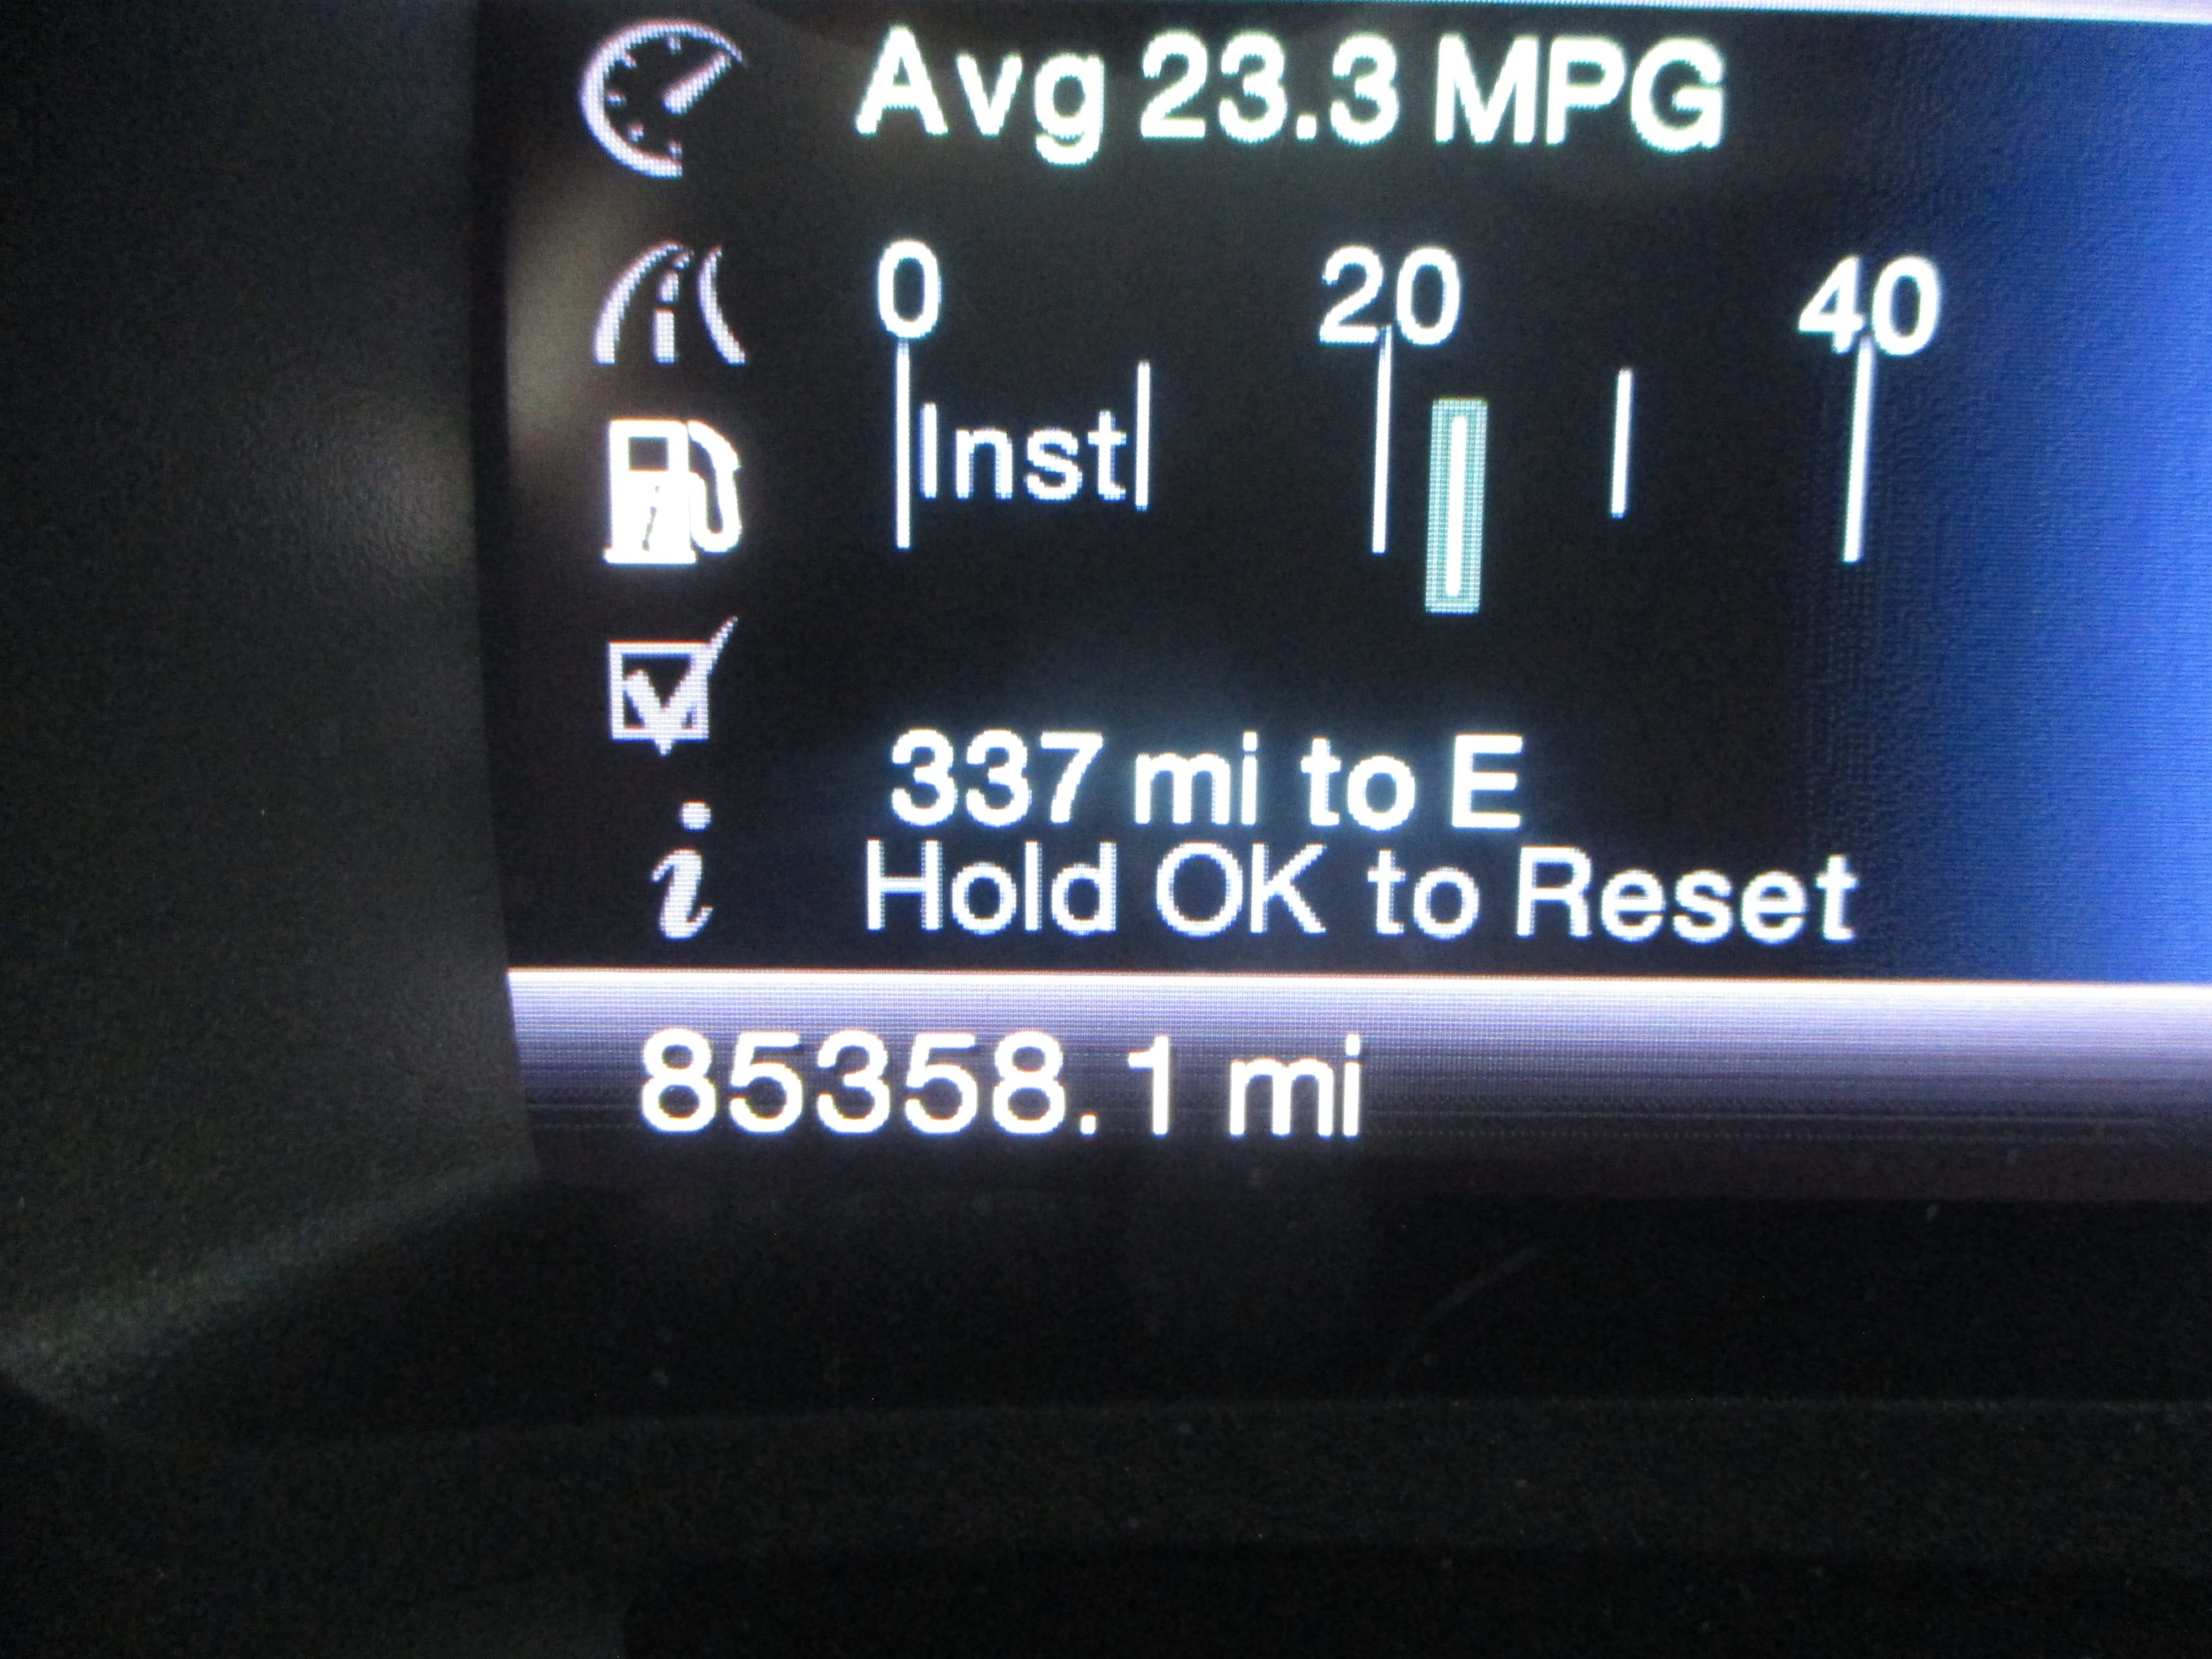 Avg 23.3 MPG
0 20 40
Inst
337 mi to E
Hold OK to Reset
85358.1 mi